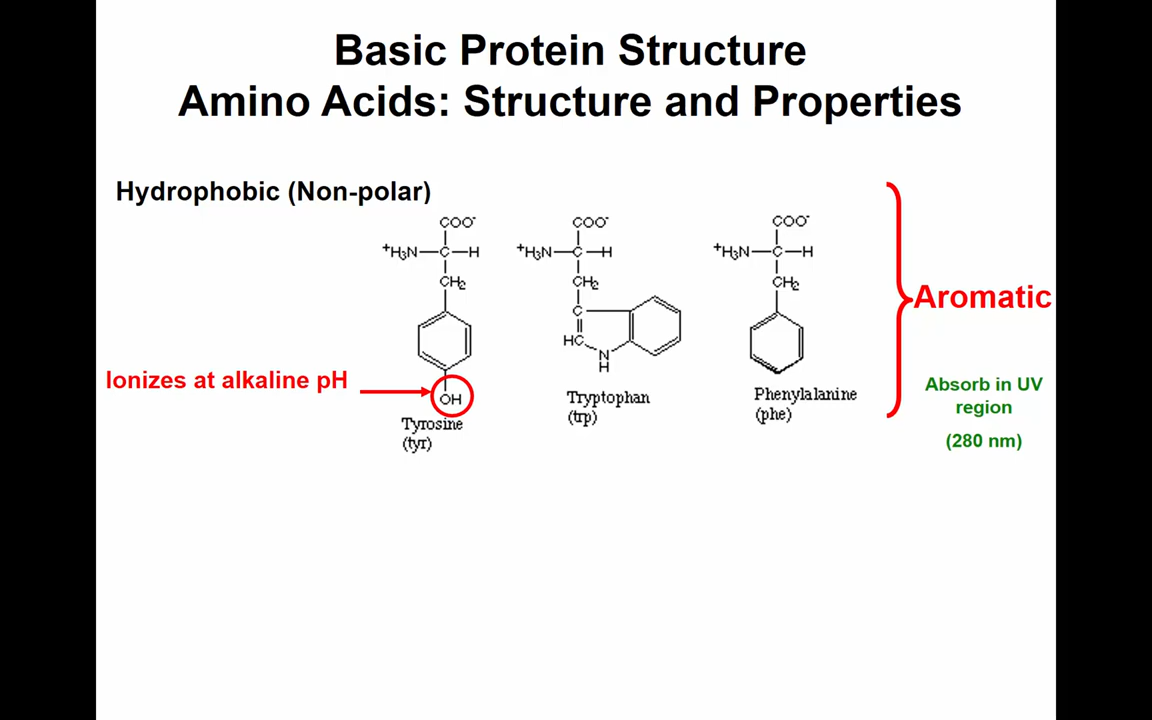 Basic Protein Structure
Amino Acids: Structure and Properties
Hydrophobic (Non-polar)
COO⁻
⁺H₃N—C—H
CH₂
OH
Tyrosine
(tyr)
COO⁻
⁺H₃N—C—H
CH₂
C
HC
N
H
Tryptophan
(trp)
COO⁻
⁺H₃N—C—H
CH₂
Phenylalanine
(phe)
Ionizes at alkaline pH
Aromatic
Absorb in UV
region
(280 nm)